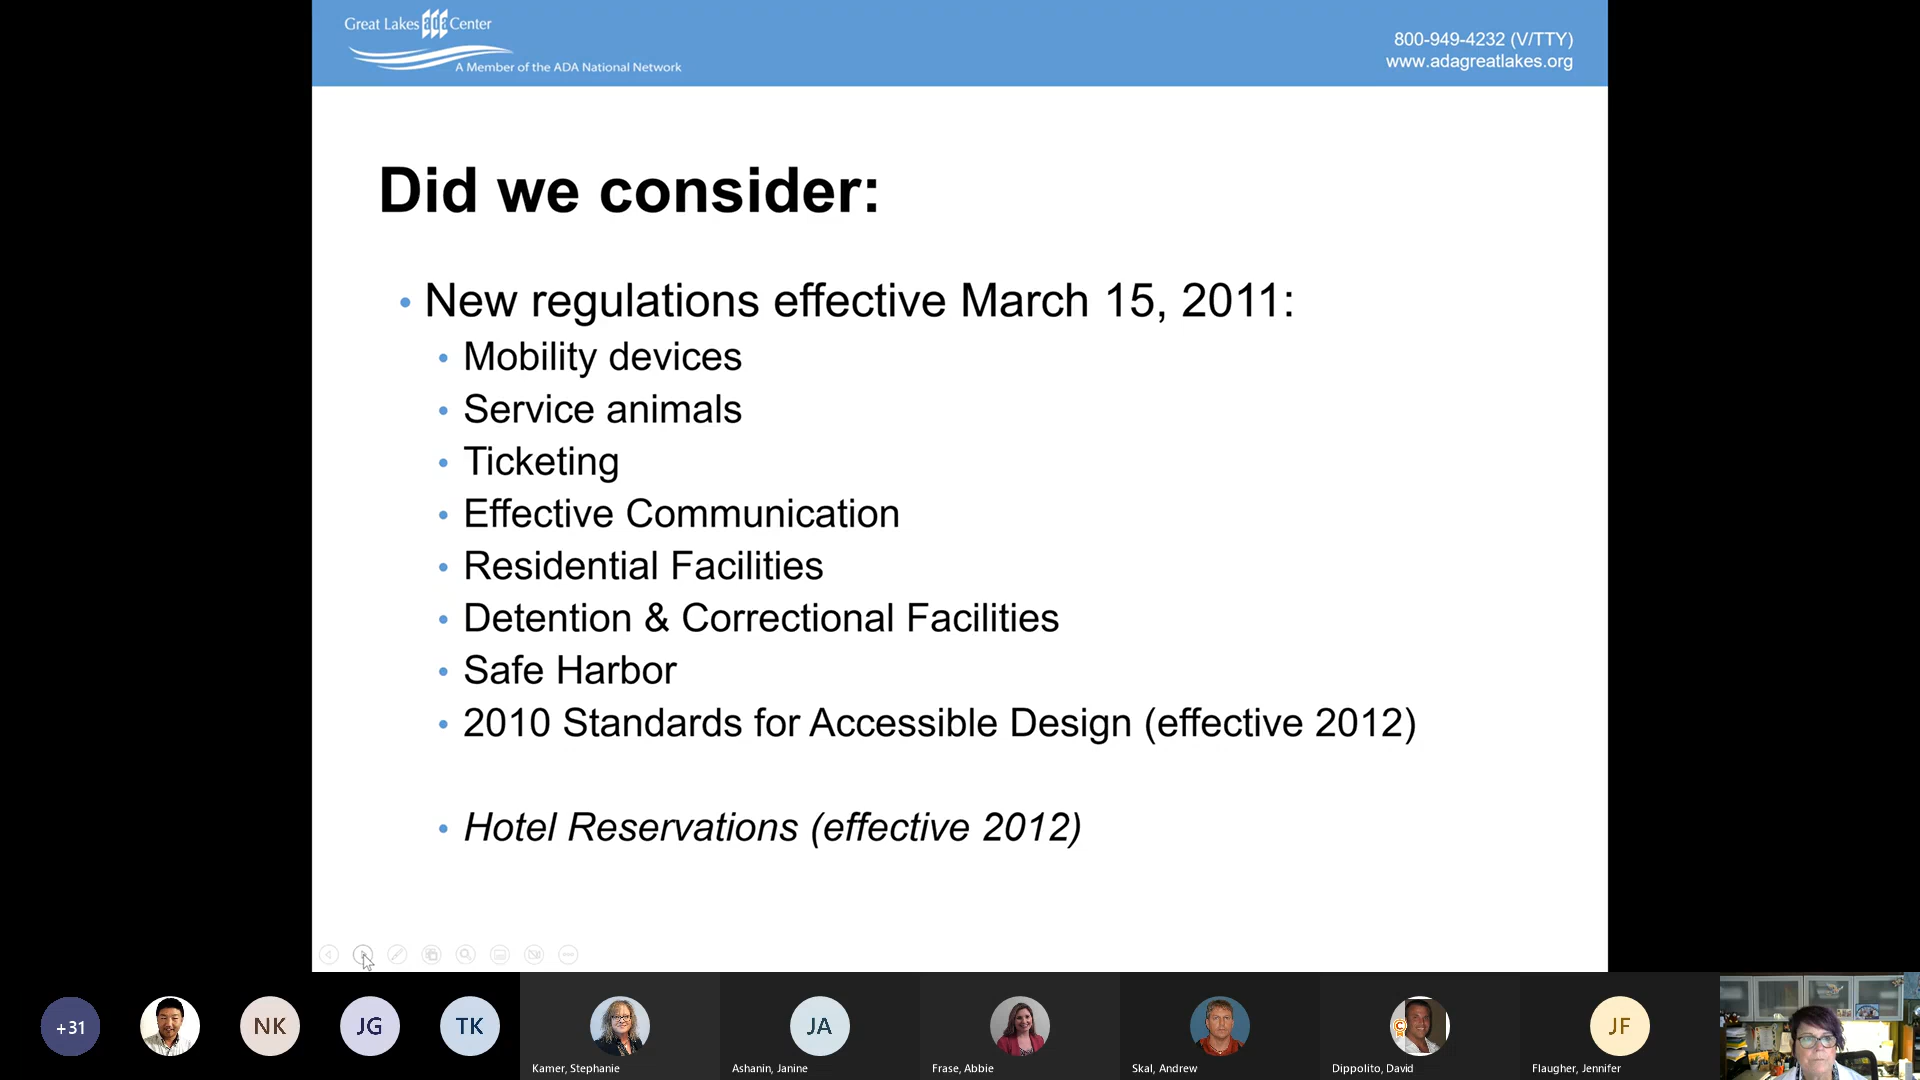 Great Lakes ada Center
A Member of the ADA National Network
800-949-4232 (V/TTY)
www.adagreatlakes.org
Did we consider:
• New regulations effective March 15, 2011:
• Mobility devices
• Service animals
• Ticketing
• Effective Communication
• Residential Facilities
• Detention & Correctional Facilities
• Safe Harbor
• 2010 Standards for Accessible Design (effective 2012)
• Hotel Reservations (effective 2012)
+31
NK
JG
TK
JA
JF
Kamer, Stephanie
Ashanin, Janine
Frase, Abbie
Skal, Andrew
Dippolito, David
Flaugher, Jennifer